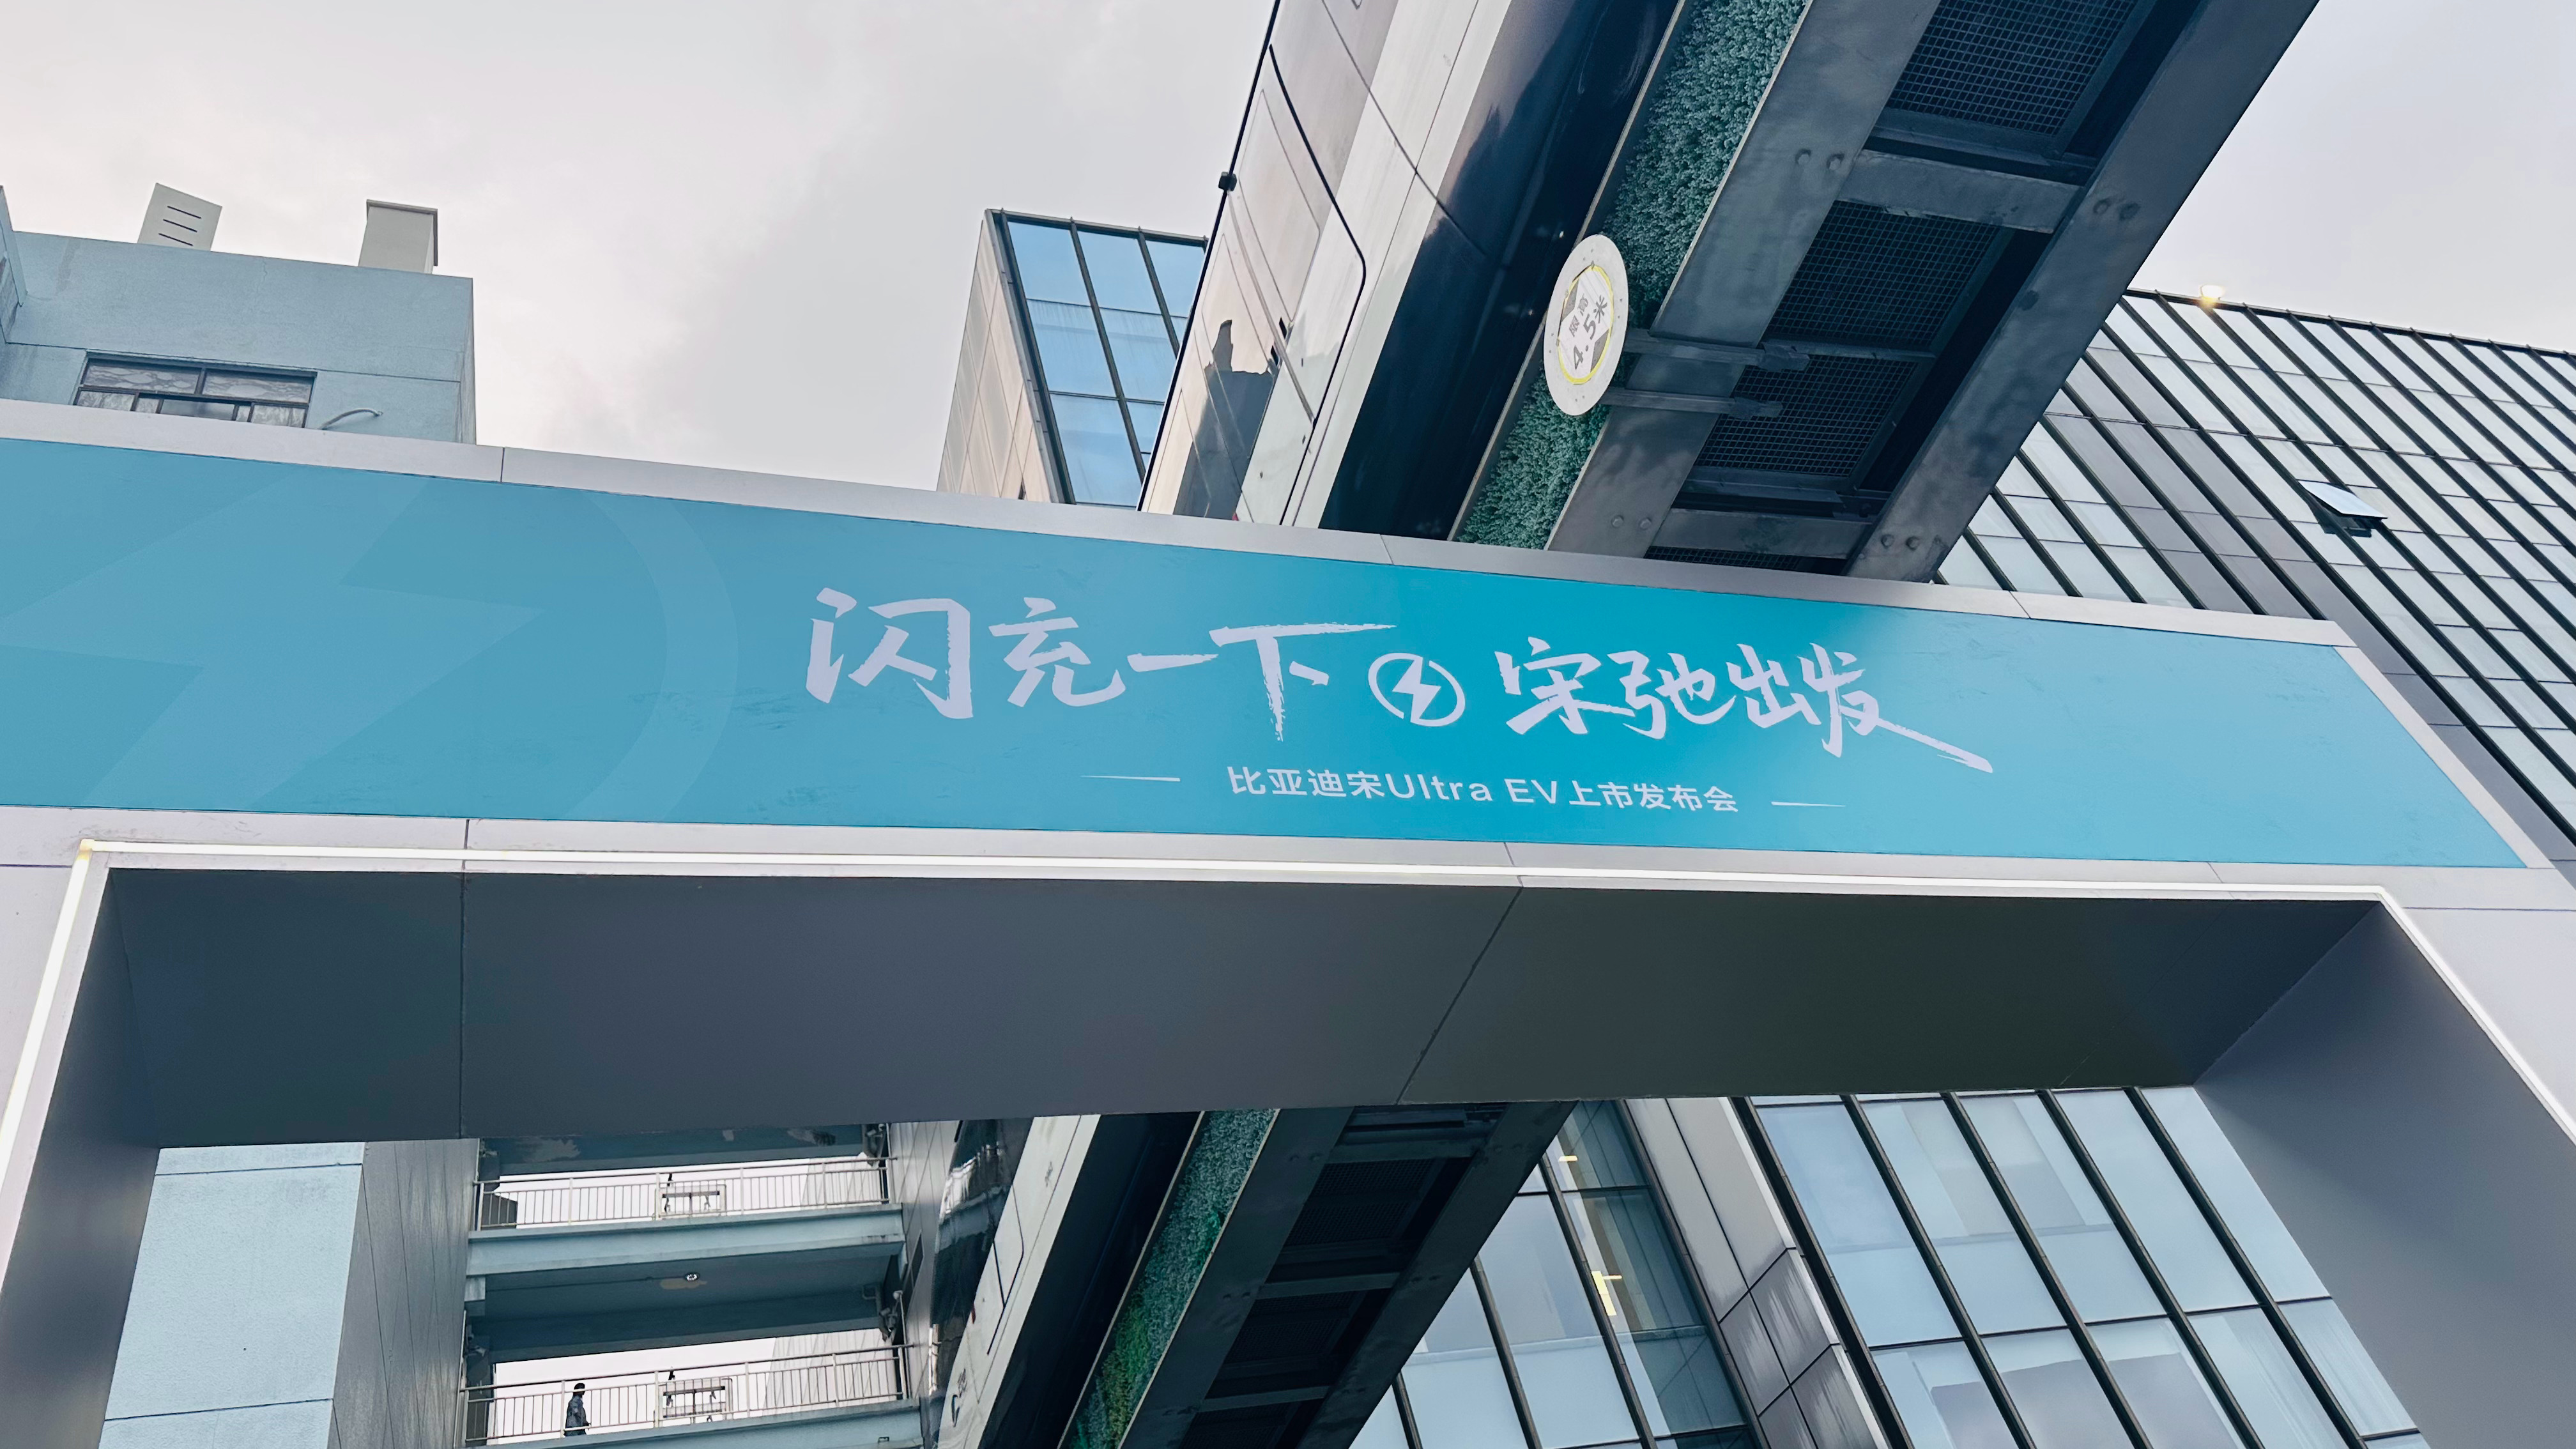 限高
4.5米
闪充一下 宋弛出发
比亚迪宋Ultra EV上市发布会